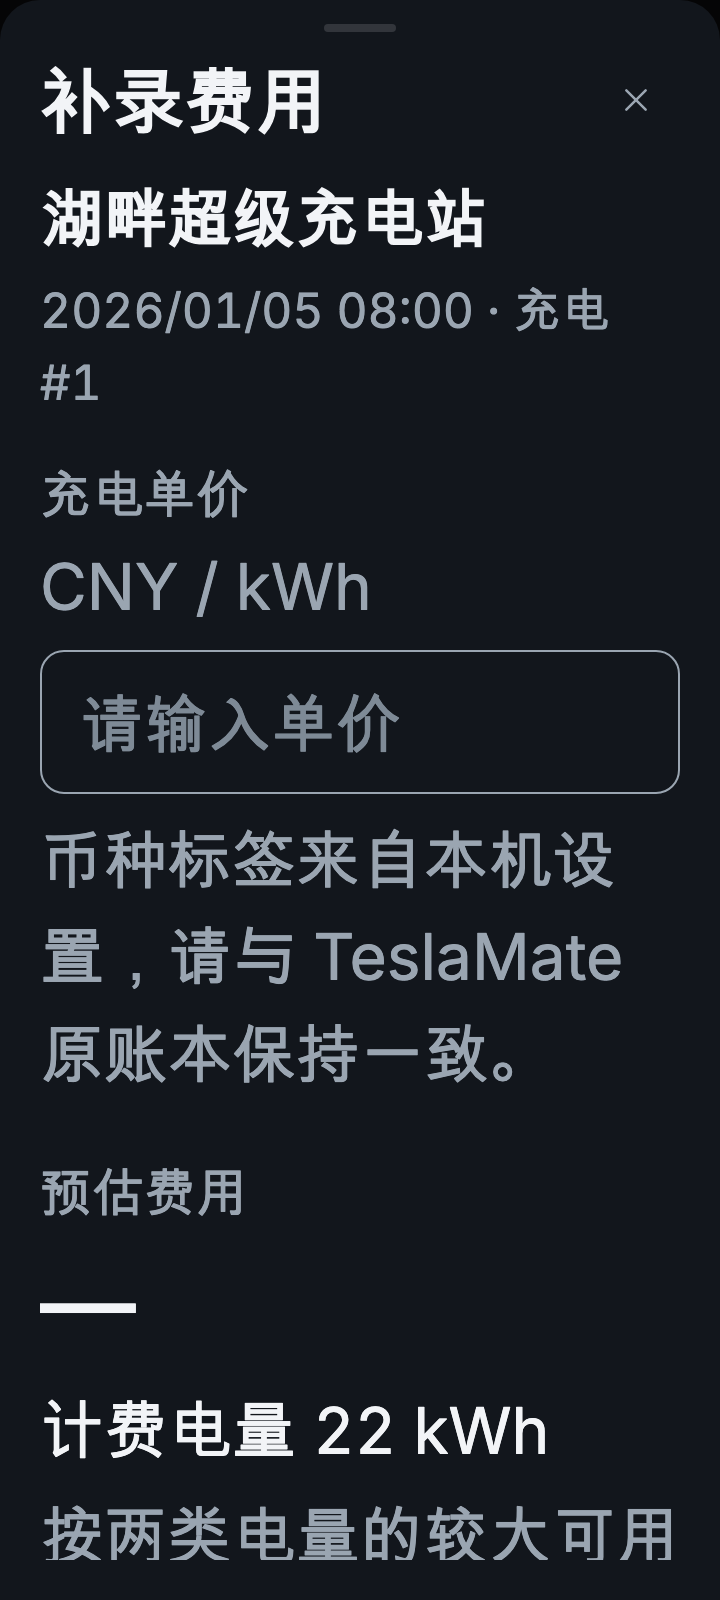 补录费用
湖畔超级充电站
2026/01/05 08:00 · 充电
#1
充电单价
CNY / kWh
请输入单价
币种标签来自本机设
置，请与 TeslaMate
原账本保持一致。
预估费用
—
计费电量 22 kWh
按两类电量的较大可用